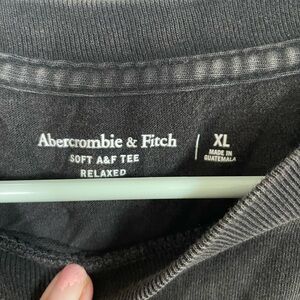 Abercrombie & Fitch
SOFT A&F TEE
RELAXED
XL
MADE IN
GUATEMALA